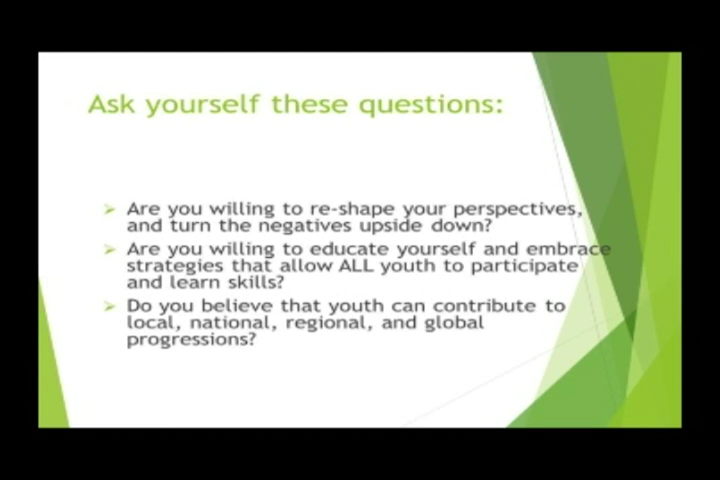 Ask yourself these questions:
Are you willing to re-shape your perspectives,
and turn the negatives upside down?
Are you willing to educate yourself and embrace
strategies that allow ALL youth to participate
and learn skills?
Do you believe that youth can contribute to
local, national, regional, and global
progressions?